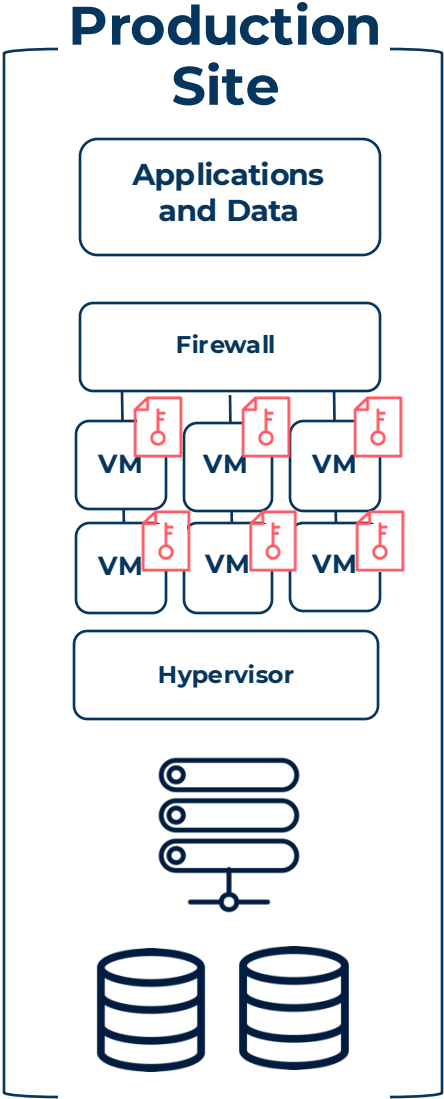 Production
Site
Applications
and Data
Firewall
VM
VM
VM
VM
VM
VM
Hypervisor